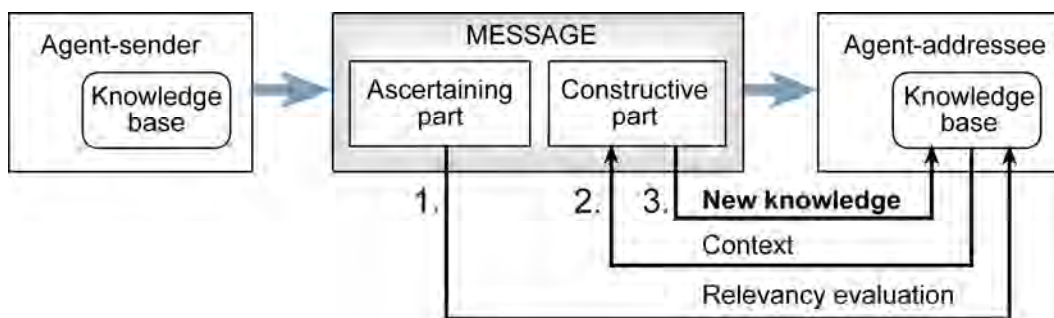 Agent-sender
Knowledge
base
MESSAGE
Ascertaining
part
Constructive
part
Agent-addressee
Knowledge
base
1.
2.
3.
New knowledge
Context
Relevancy evaluation